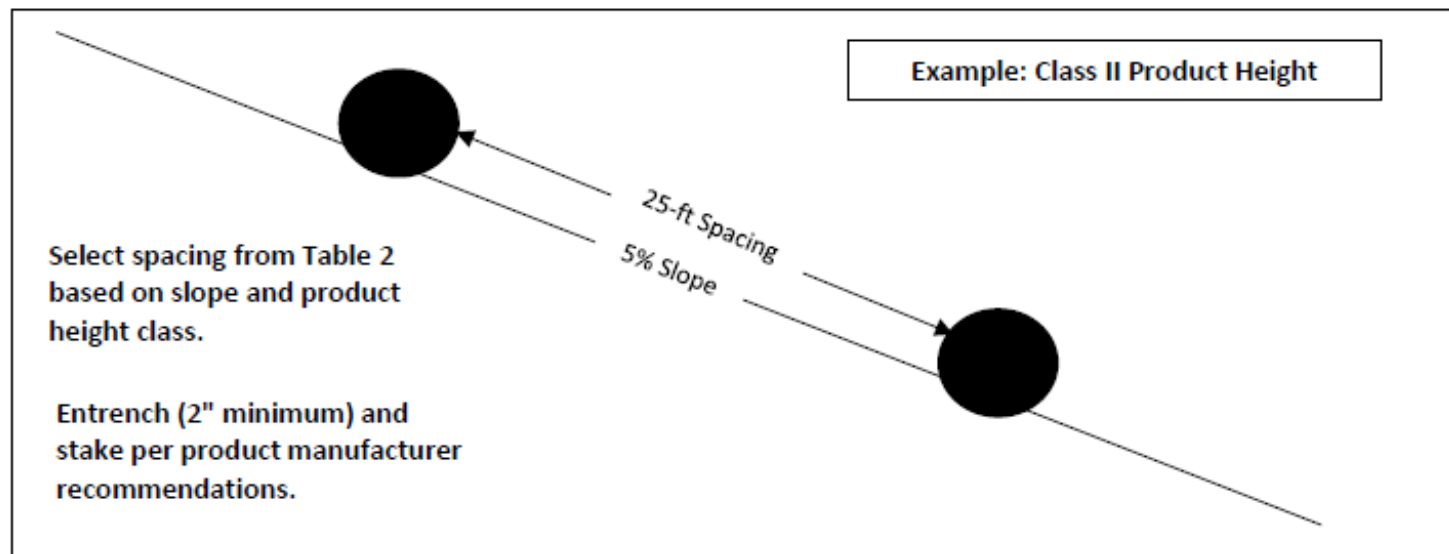 Example: Class II Product Height
25-ft Spacing
5% Slope
Select spacing from Table 2
based on slope and product
height class.
Entrench (2" minimum) and
stake per product manufacturer
recommendations.